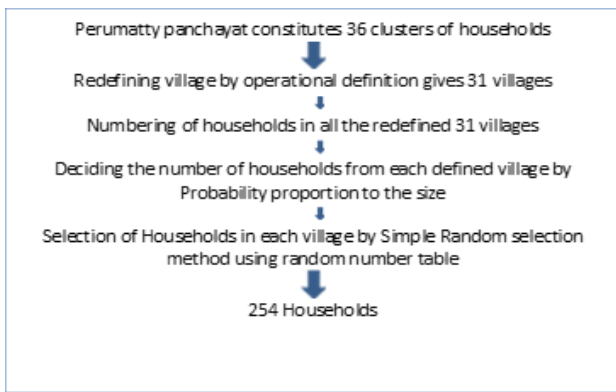 Perumatty panchayat constitutes 36 clusters of households
Redefining village by operational definition gives 31 villages
Numbering of households in all the redefined 31 villages
Deciding the number of households from each defined village by
Probability proportion to the size
Selection of Households in each village by Simple Random selection
method using random number table
254 Households